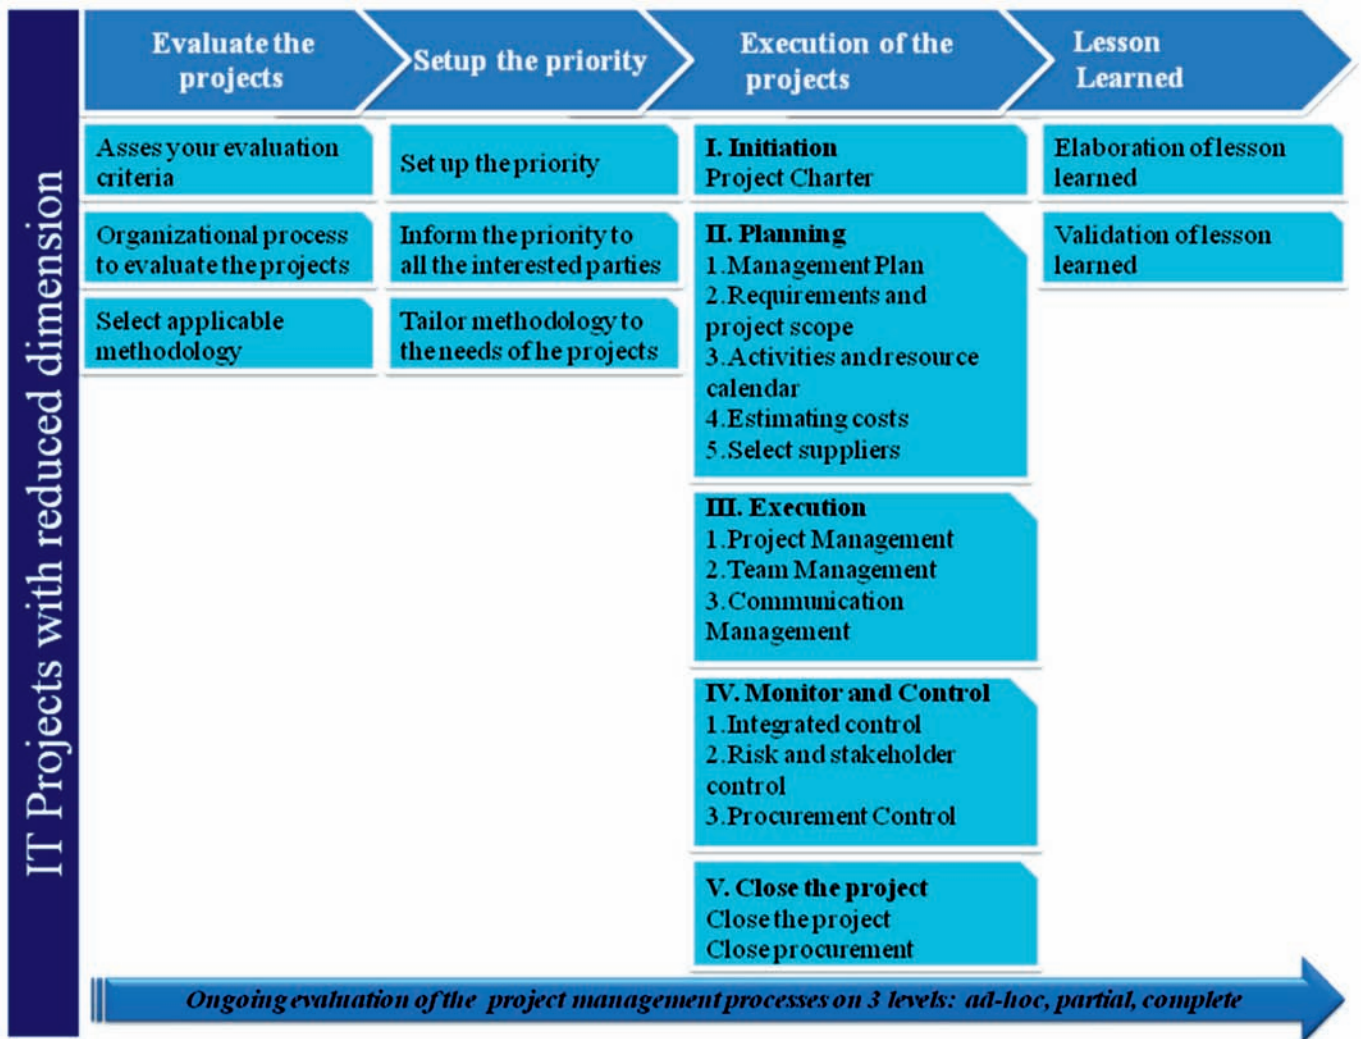 IT Projects with reduced dimension
Evaluate the
projects
Setup the priority
Execution of the
projects
Lesson
Learned
Asses your evaluation
criteria
Organizational process
to evaluate the projects
Select applicable
methodology
Set up the priority
Inform the priority to
all the interested parties
Tailor methodology to
the needs of he projects
I. Initiation
Project Charter
II. Planning
1.Management Plan
2.Requirements and
project scope
3.Activities and resource
calendar
4.Estimating costs
5.Select suppliers
III. Execution
1.Project Management
2.Team Management
3.Communication
Management
IV. Monitor and Control
1.Integrated control
2.Risk and stakeholder
control
3.Procurement Control
V. Close the project
Close the project
Close procurement
Elaboration of lesson
learned
Validation of lesson
learned
Ongoing evaluation of the project management processes on 3 levels: ad-hoc, partial, complete